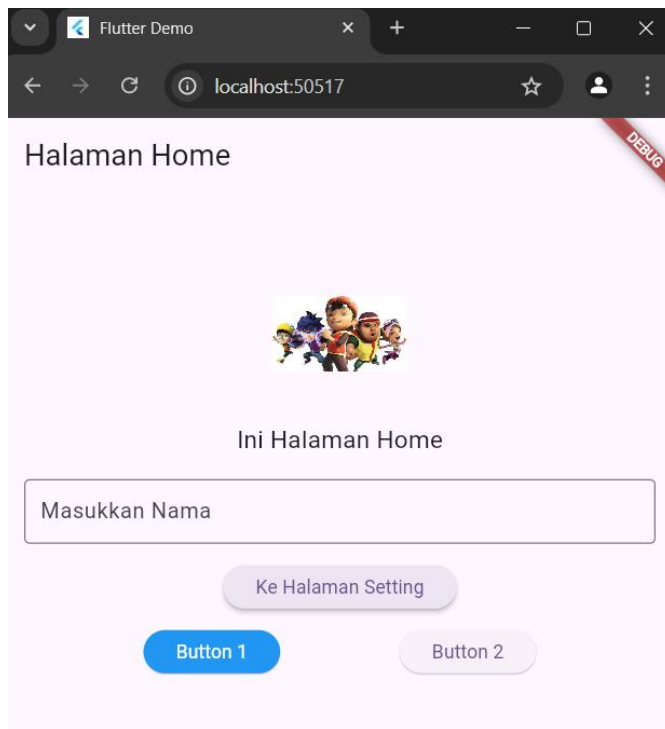 Flutter Demo
localhost:50517
DEBUG
Halaman Home
Ini Halaman Home
Masukkan Nama
Ke Halaman Setting
Button 1 Button 2